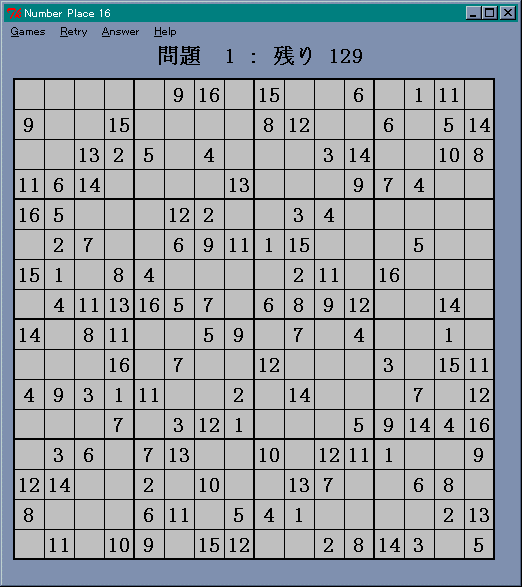 Number Place 16
Games Retry Answer Help
問題 1 : 残り 129
9 16 15 6 1 11
9 15 8 12 6 5 14
13 2 5 4 3 14 10 8
11 6 14 13 9 7 4
16 5 12 2 3 4
2 7 6 9 11 1 15 5
15 1 8 4 2 11 16
4 11 13 16 5 7 6 8 9 12 14
14 8 11 5 9 7 4 1
16 7 12 3 15 11
4 9 3 1 11 2 14 7 12
7 3 12 1 5 9 14 4 16
3 6 7 13 10 12 11 1 9
12 14 2 10 13 7 6 8
8 6 11 5 4 1 2 13
11 10 9 15 12 2 8 14 3 5